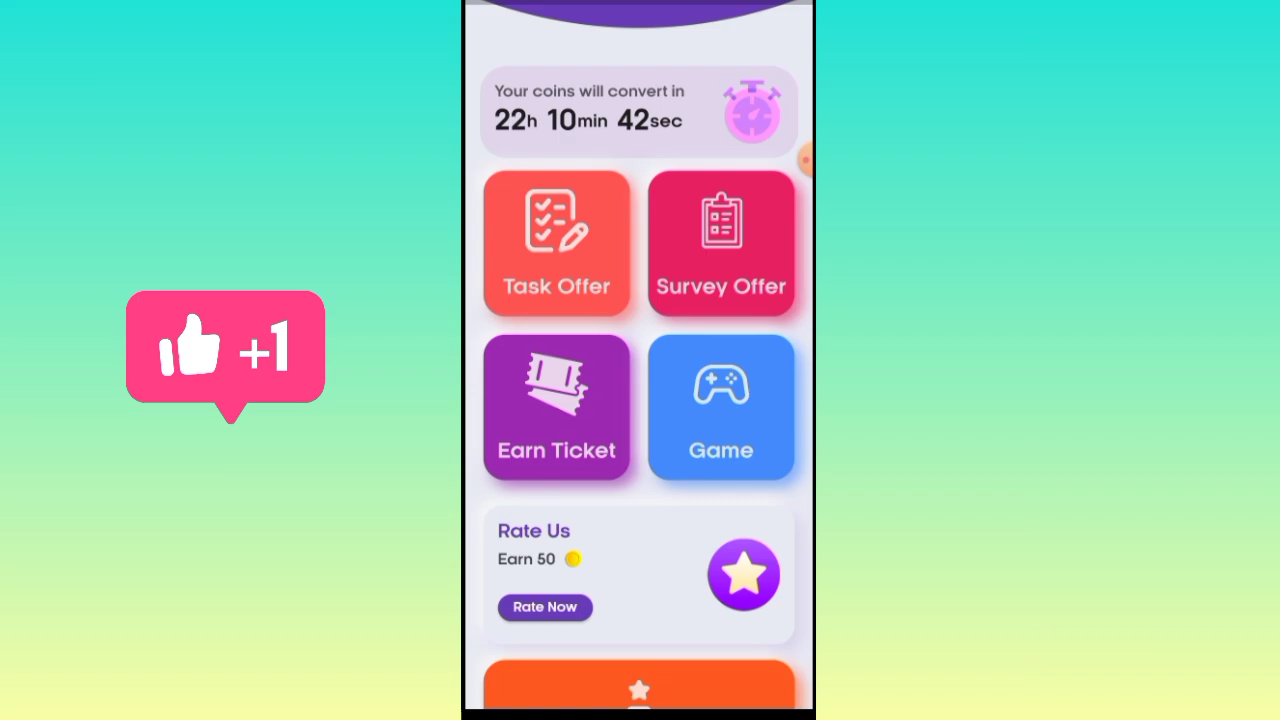 Your coins will convert in
22h 10min 42sec
Task Offer
Survey Offer
+1
Earn Ticket
Game
Rate Us
Earn 50
Rate Now